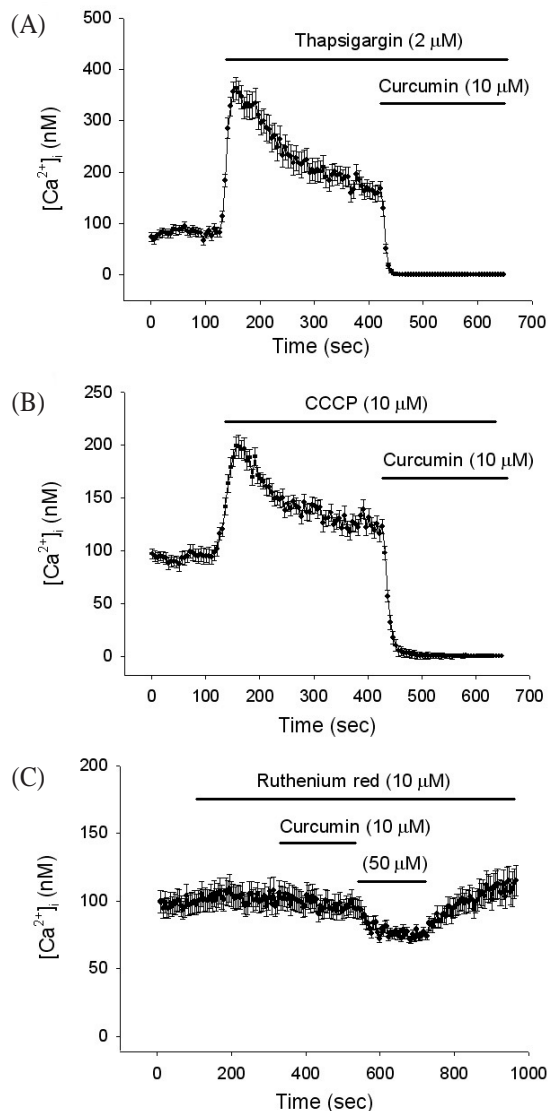 (A)
500
400
300
200
100
0
[Ca²⁺]ᵢ (nM)
Thapsigargin (2 μM)
Curcumin (10 μM)
0 100 200 300 400 500 600 700
Time (sec)
(B)
250
200
150
100
50
0
[Ca²⁺]ᵢ (nM)
CCCP (10 μM)
Curcumin (10 μM)
0 100 200 300 400 500 600 700
Time (sec)
(C)
200
150
100
50
0
[Ca²⁺]ᵢ (nM)
Ruthenium red (10 μM)
Curcumin (10 μM)
(50 μM)
0 200 400 600 800 1000
Time (sec)